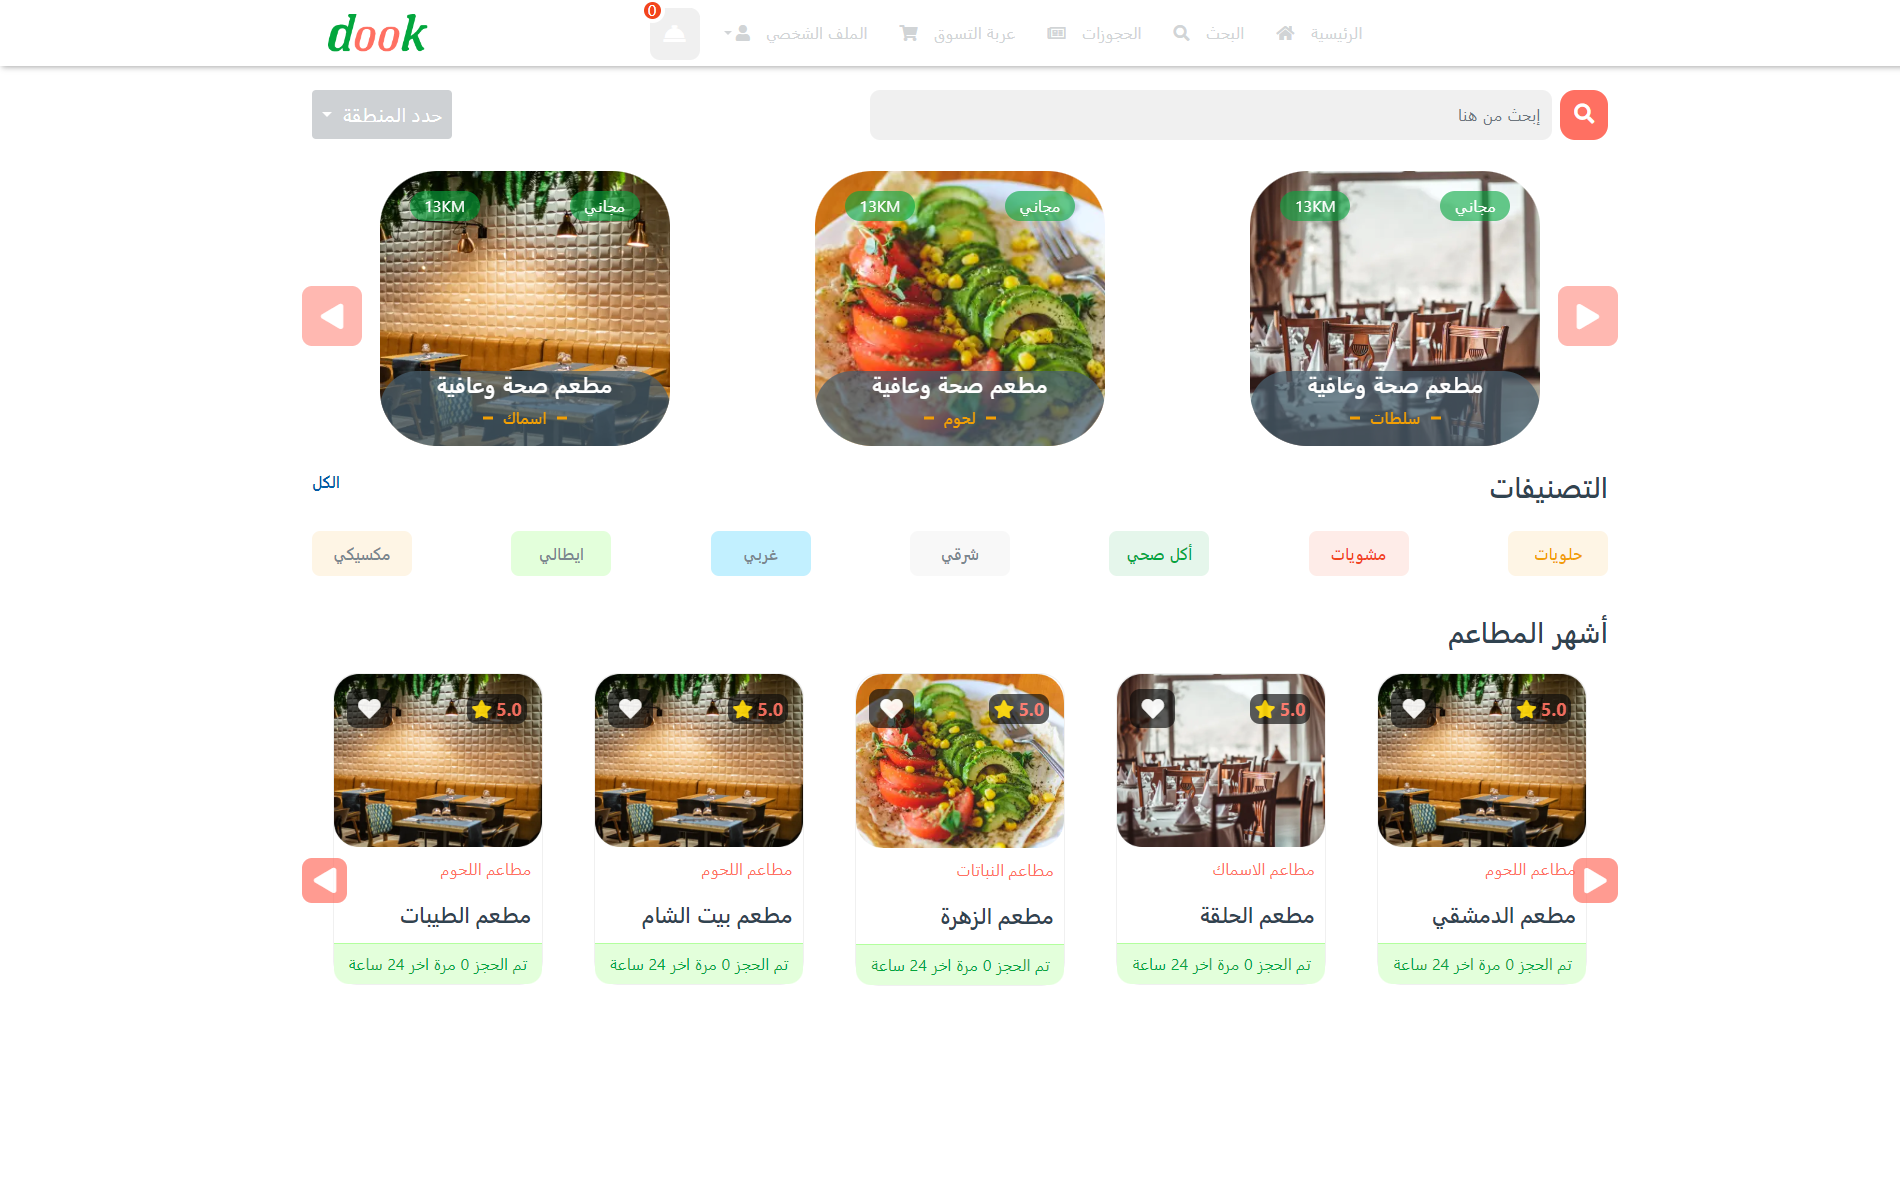 الرئيسية
البحث
الحجوزات
عربة التسوق
الملف الشخصي
0
dook
إبحث من هنا
حدد المنطقة
مجاني
13KM
مطعم صحة وعافية
سلطات
مجاني
13KM
مطعم صحة وعافية
لحوم
مجاني
13KM
مطعم صحة وعافية
اسماك
التصنيفات
الكل
حلويات
مشويات
أكل صحي
شرقي
غربي
ايطالي
مكسيكي
أشهر المطاعم
5.0
مطاعم اللحوم
مطعم الدمشقي
تم الحجز 0 مرة اخر 24 ساعة
5.0
مطاعم الاسماك
مطعم الحلقة
تم الحجز 0 مرة اخر 24 ساعة
5.0
مطاعم النباتات
مطعم الزهرة
تم الحجز 0 مرة اخر 24 ساعة
5.0
مطاعم اللحوم
مطعم بيت الشام
تم الحجز 0 مرة اخر 24 ساعة
5.0
مطاعم اللحوم
مطعم الطيبات
تم الحجز 0 مرة اخر 24 ساعة